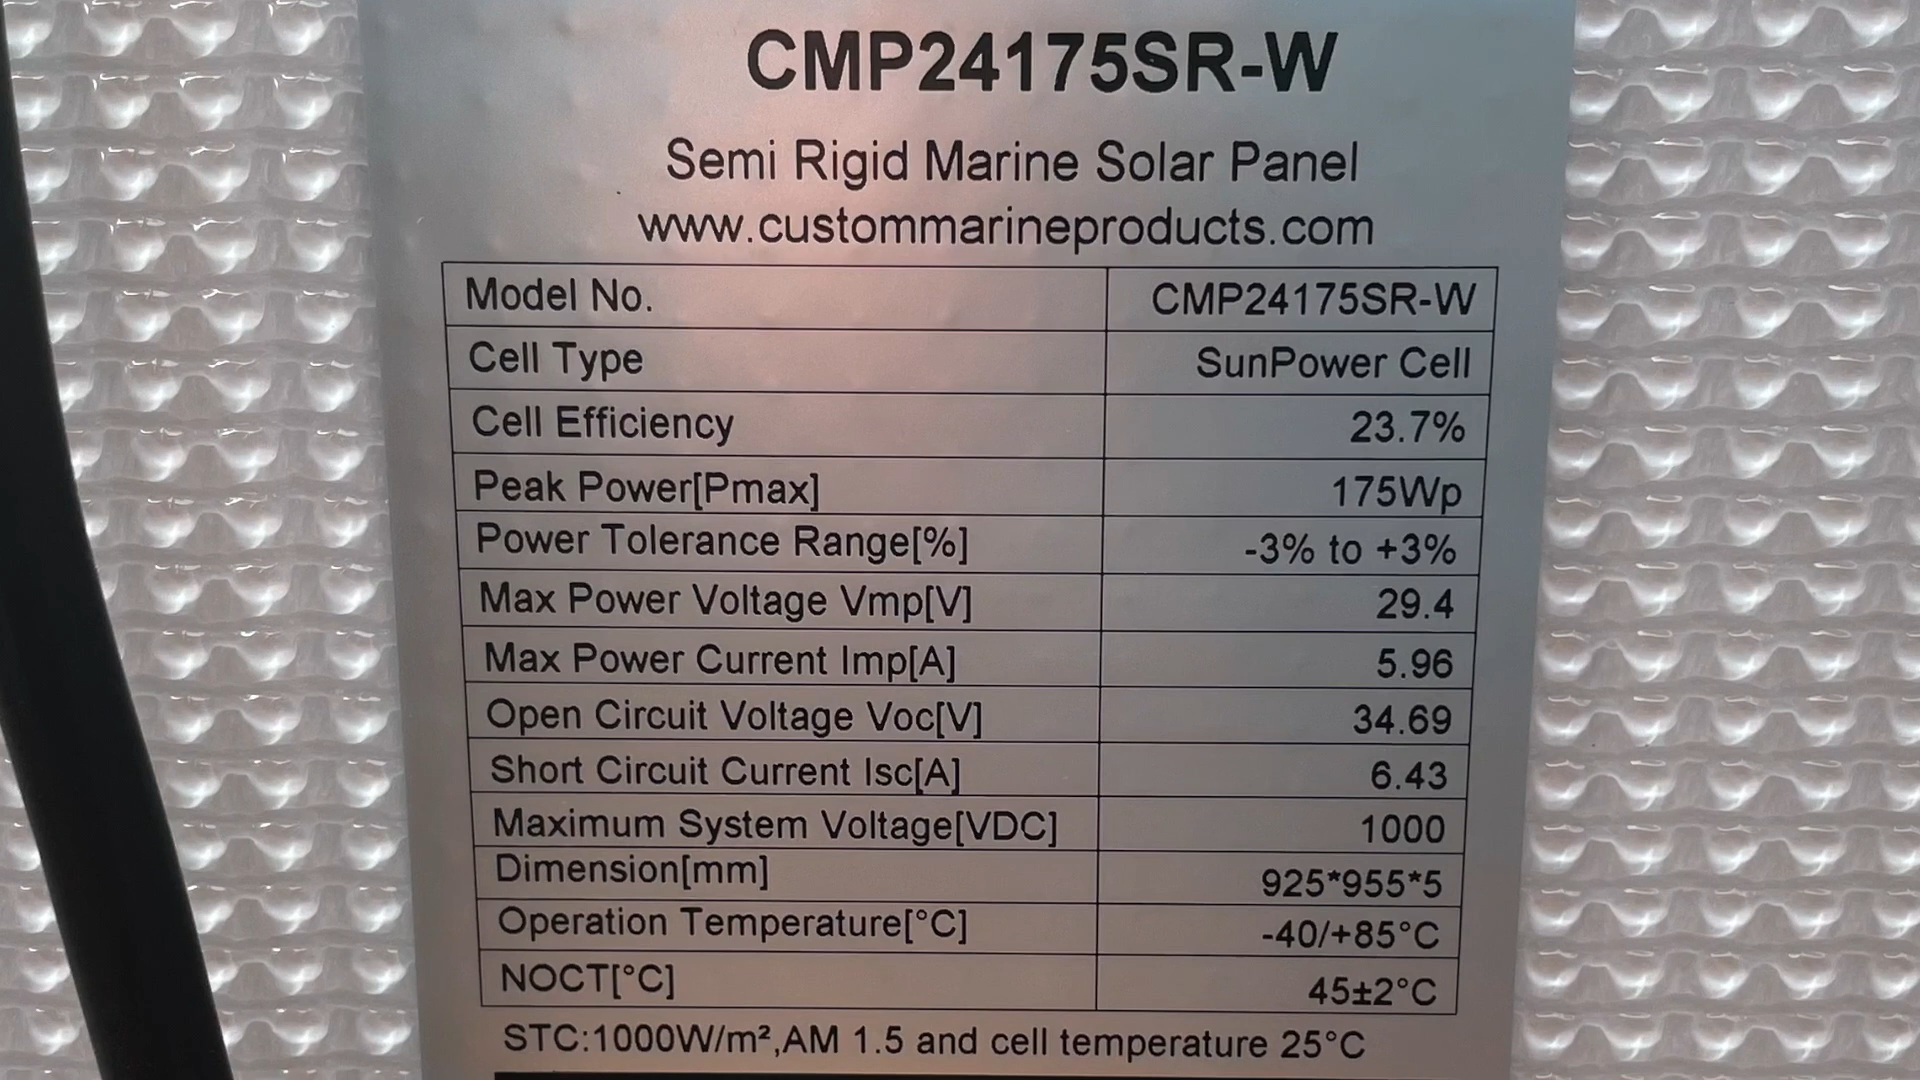 CMP24175SR-W
Semi Rigid Marine Solar Panel
www.custommarineproducts.com
Model No. CMP24175SR-W
Cell Type SunPower Cell
Cell Efficiency 23.7%
Peak Power[Pmax] 175Wp
Power Tolerance Range[%] -3% to +3%
Max Power Voltage Vmp[V] 29.4
Max Power Current Imp[A] 5.96
Open Circuit Voltage Voc[V] 34.69
Short Circuit Current Isc[A] 6.43
Maximum System Voltage[VDC] 1000
Dimension[mm] 925*955*5
Operation Temperature[°C] -40/+85°C
NOCT[°C] 45±2°C
STC:1000W/m²,AM 1.5 and cell temperature 25°C